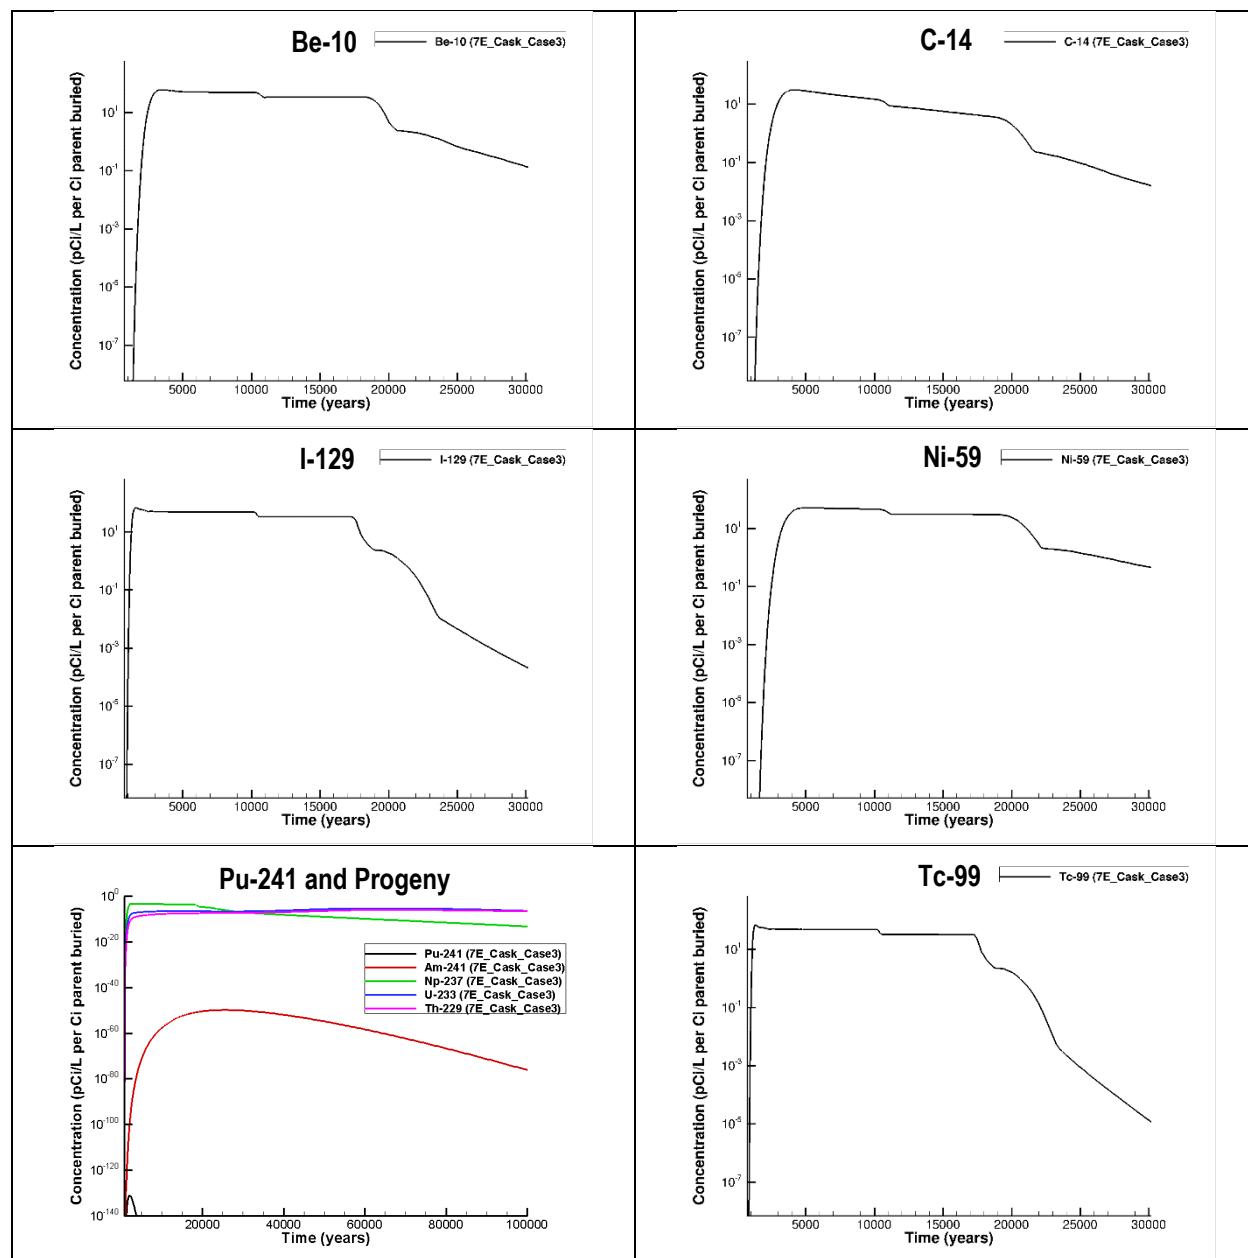 Be-10
Be-10 (7E_Cask_Case3)
Concentration (pCi/L per Ci parent buried)
10^1
10^-1
10^-3
10^-5
10^-7
5000 10000 15000 20000 25000 30000
Time (years)
C-14
C-14 (7E_Cask_Case3)
Concentration (pCi/L per Ci parent buried)
10^1
10^-1
10^-3
10^-5
10^-7
5000 10000 15000 20000 25000 30000
Time (years)
I-129
I-129 (7E_Cask_Case3)
Concentration (pCi/L per Ci parent buried)
10^1
10^-1
10^-3
10^-5
10^-7
5000 10000 15000 20000 25000 30000
Time (years)
Ni-59
Ni-59 (7E_Cask_Case3)
Concentration (pCi/L per Ci parent buried)
10^1
10^-1
10^-3
10^-5
10^-7
5000 10000 15000 20000 25000 30000
Time (years)
Pu-241 and Progeny
Concentration (pCi/L per Ci parent buried)
10^0
10^-20
10^-40
10^-60
10^-80
10^-100
10^-120
10^-140
Pu-241 (7E_Cask_Case3)
Am-241 (7E_Cask_Case3)
Np-237 (7E_Cask_Case3)
U-233 (7E_Cask_Case3)
Th-229 (7E_Cask_Case3)
20000 40000 60000 80000 100000
Time (years)
Tc-99
Tc-99 (7E_Cask_Case3)
Concentration (pCi/L per Ci parent buried)
10^1
10^-1
10^-3
10^-5
10^-7
5000 10000 15000 20000 25000 30000
Time (years)